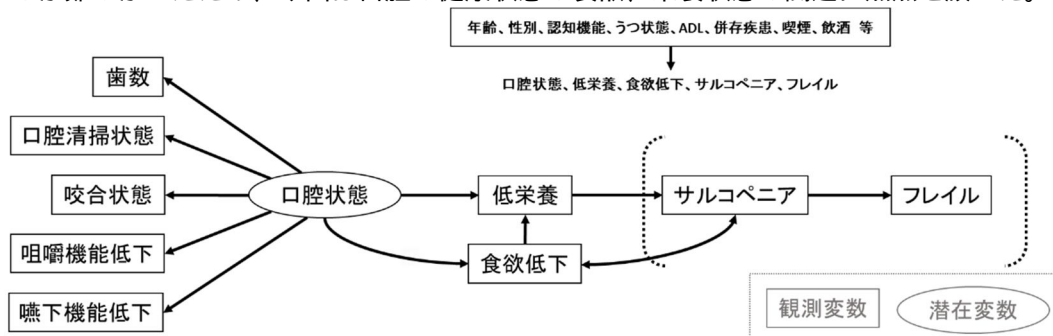 年齢、性別、認知機能、うつ状態、ADL、併存疾患、喫煙、飲酒 等
口腔状態、低栄養、食欲低下、サルコペニア、フレイル
歯数
口腔清掃状態
咬合状態
咀嚼機能低下
嚥下機能低下
口腔状態
低栄養
食欲低下
サルコペニア
フレイル
観測変数
潜在変数